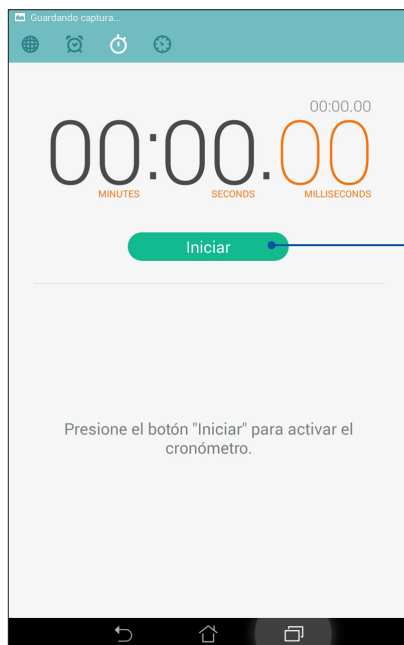 Guardando captura...
00:00.00
00:00.00
MINUTES SECONDS MILLISECONDS
Iniciar
Presione el botón "Iniciar" para activar el
cronómetro.